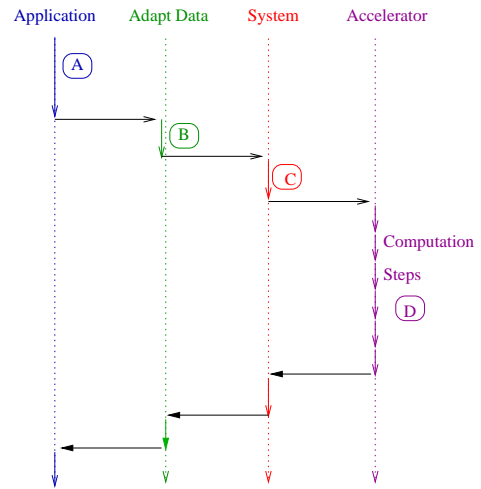 Application Adapt Data System Accelerator
A
B
C
Computation
Steps
D